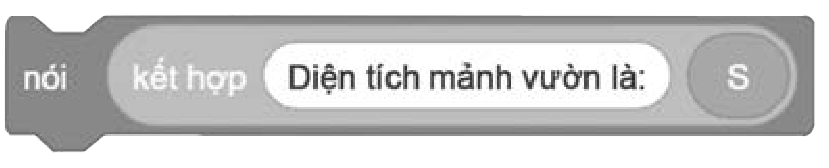 nói kết hợp Diện tích mảnh vườn là: S